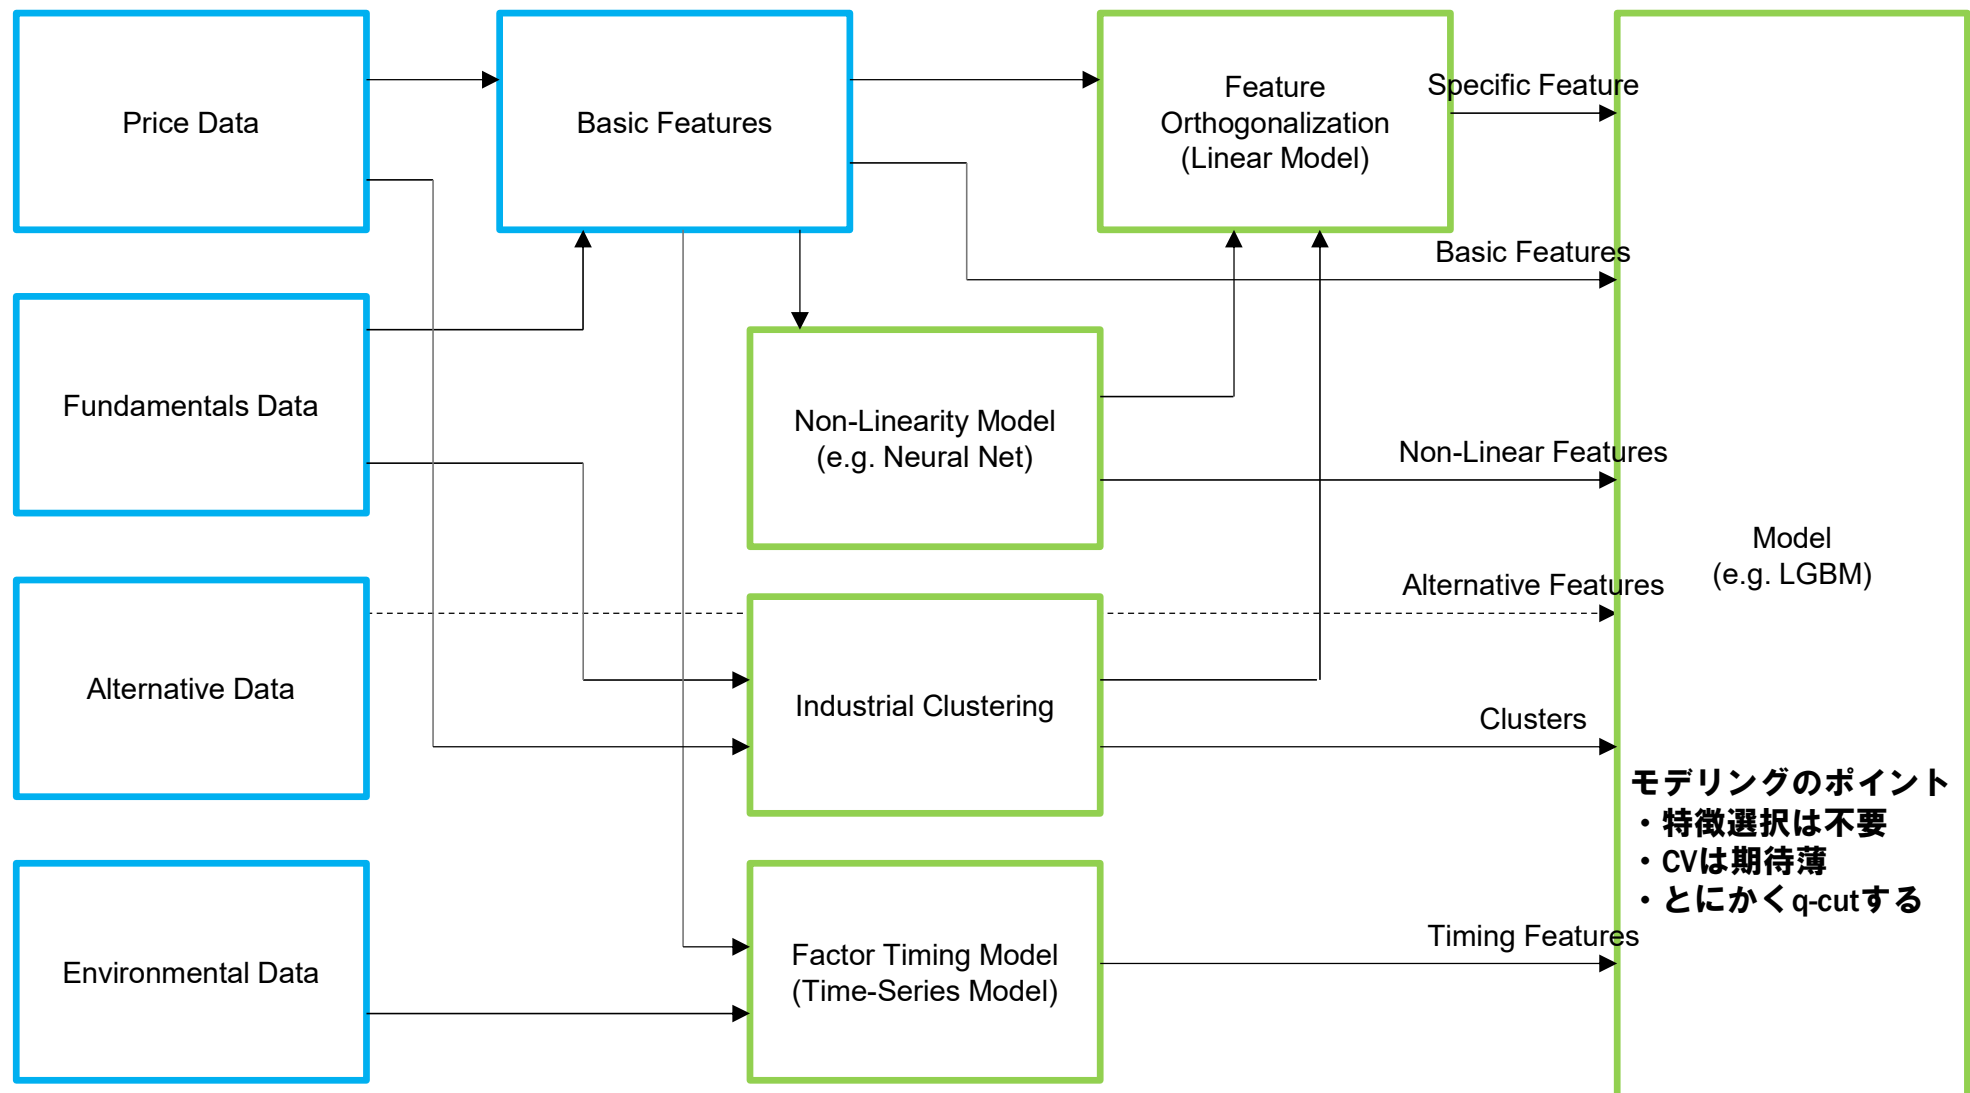 Price Data
Basic Features
Feature
Orthogonalization
(Linear Model)
Specific Feature
Basic Features
Fundamentals Data
Non-Linearity Model
(e.g. Neural Net)
Non-Linear Features
Model
(e.g. LGBM)
Alternative Features
Alternative Data
Industrial Clustering
Clusters
モデリングのポイント
・特徴選択は不要
・CVは期待薄
・とにかくq-cutする
Environmental Data
Factor Timing Model
(Time-Series Model)
Timing Features